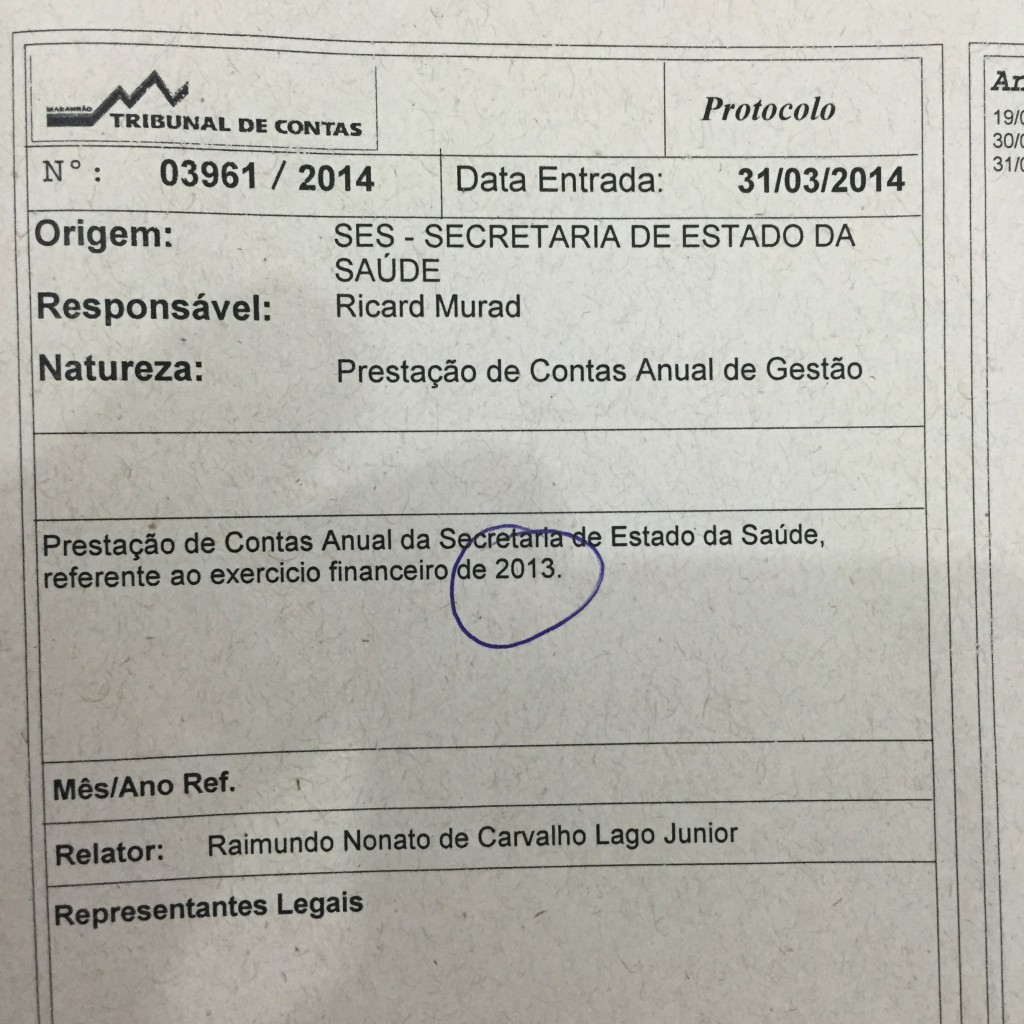 MARANHÃO
TRIBUNAL DE CONTAS
Protocolo
Nº: 03961 / 2014 Data Entrada: 31/03/2014
Origem: SES - SECRETARIA DE ESTADO DA
SAÚDE
Responsável: Ricard Murad
Natureza: Prestação de Contas Anual de Gestão
Prestação de Contas Anual da Secretaria de Estado da Saúde,
referente ao exercicio financeiro de 2013.
Mês/Ano Ref.
Relator: Raimundo Nonato de Carvalho Lago Junior
Representantes Legais